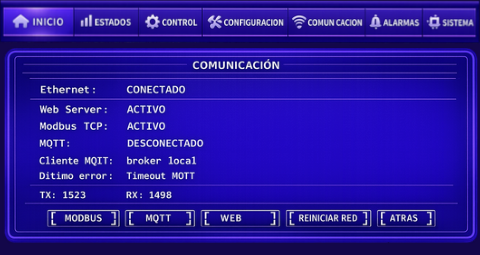 INICIO ESTADOS CONTROL CONFIGURACION COMUN CACION ALARMAS SISTEMA
COMUNICACIÓN
Ethernet: CONECTADO
Web Server: ACTIVO
Modbus TCP: ACTIVO
MQTT: DESCONECTADO
Cliente MQIT: broker local
Ditimo error: Timeout MOTT
TX: 1523 RX: 1498
[ MODBUS ] [ MQTT ] [ WEB ] [ REINICIAR RED ] [ ATRAS ]